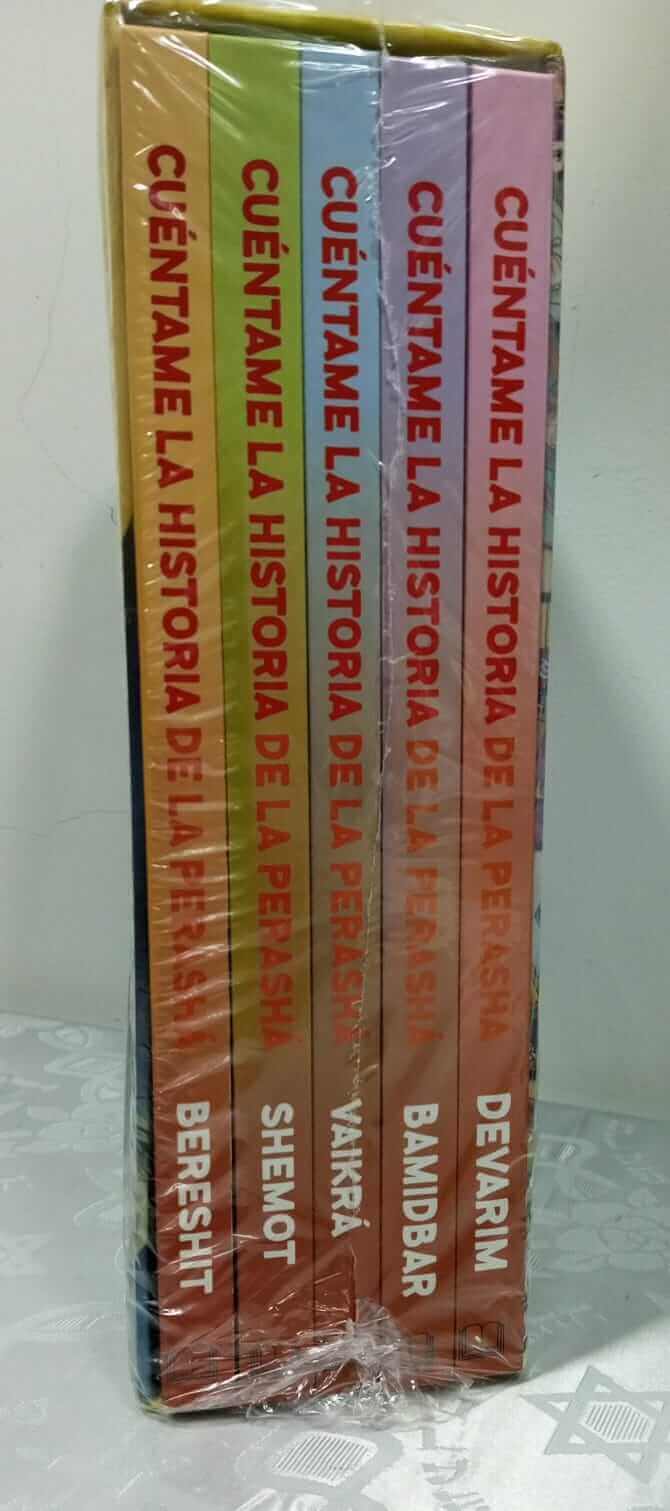 CUÉNTAME LA HISTORIA DE LA PERASHÁ BERESHIT
CUÉNTAME LA HISTORIA DE LA PERASHÁ SHEMOT
CUÉNTAME LA HISTORIA DE LA PERASHÁ VAIKRÁ
CUÉNTAME LA HISTORIA DE LA PERASHÁ BAMIDBAR
CUÉNTAME LA HISTORIA DE LA PERASHÁ DEVARIM